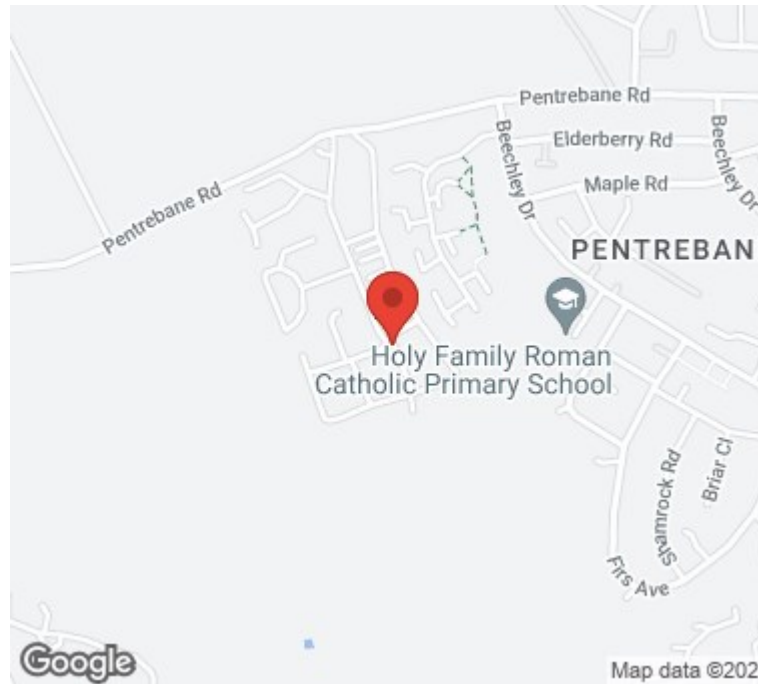 Pentrebane Rd
Elderberry Rd
Beechley Dr
Beechley Dr
Maple Rd
Pentrebane Rd
PENTREBAN
Holy Family Roman
Catholic Primary School
Shamrock Rd
Briar Cl
Firs Ave
Google
Map data ©202